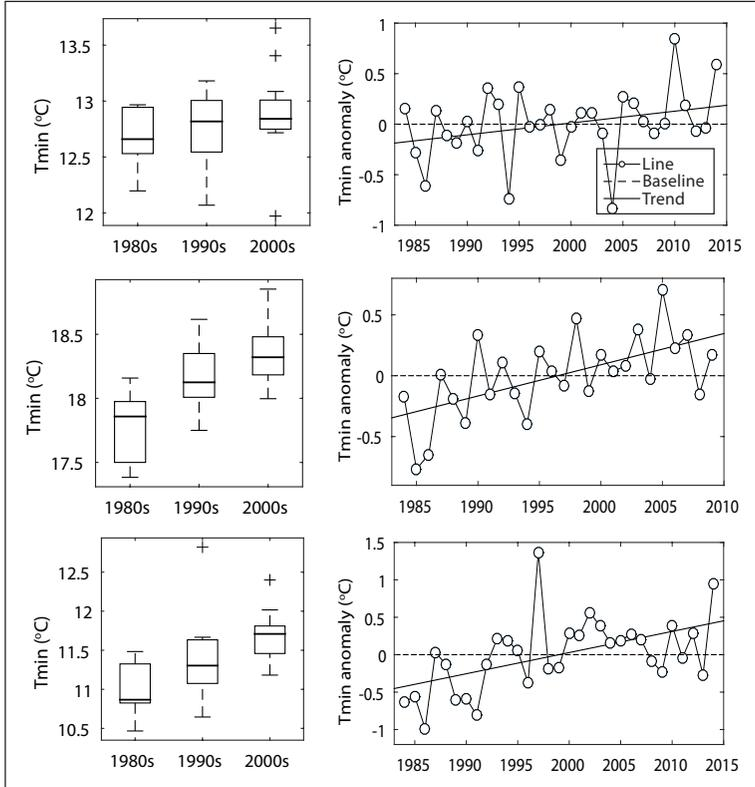 Tmin (°C)
13.5
13
12.5
12
1980s 1990s 2000s
Tmin anomaly (°C)
1
0.5
0
-0.5
-1
Line
Baseline
Trend
1985 1990 1995 2000 2005 2010 2015
Tmin (°C)
18.5
18
17.5
1980s 1990s 2000s
Tmin anomaly (°C)
0.5
0
-0.5
1985 1990 1995 2000 2005 2010
Tmin (°C)
12.5
12
11.5
11
10.5
1980s 1990s 2000s
Tmin anomaly (°C)
1.5
1
0.5
0
-0.5
-1
1985 1990 1995 2000 2005 2010 2015